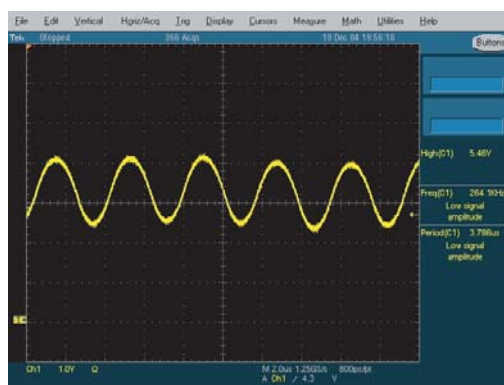 File Edit Vertical Horiz/Acq Trig Display Cursors Measure Math Utilities Help
Tek Stopped 366 Acqs 19 Dec 04 19:56:18 Buttons
High(C1) 5.46V
Freq(C1) 264.1KHz
Low signal
amplitude
Period(C1) 3.786us
Low signal
amplitude
Ch1 1.0V Ω M 2.0us 1.25GS/s 800ps/pt
A Ch1 / 4.3 V